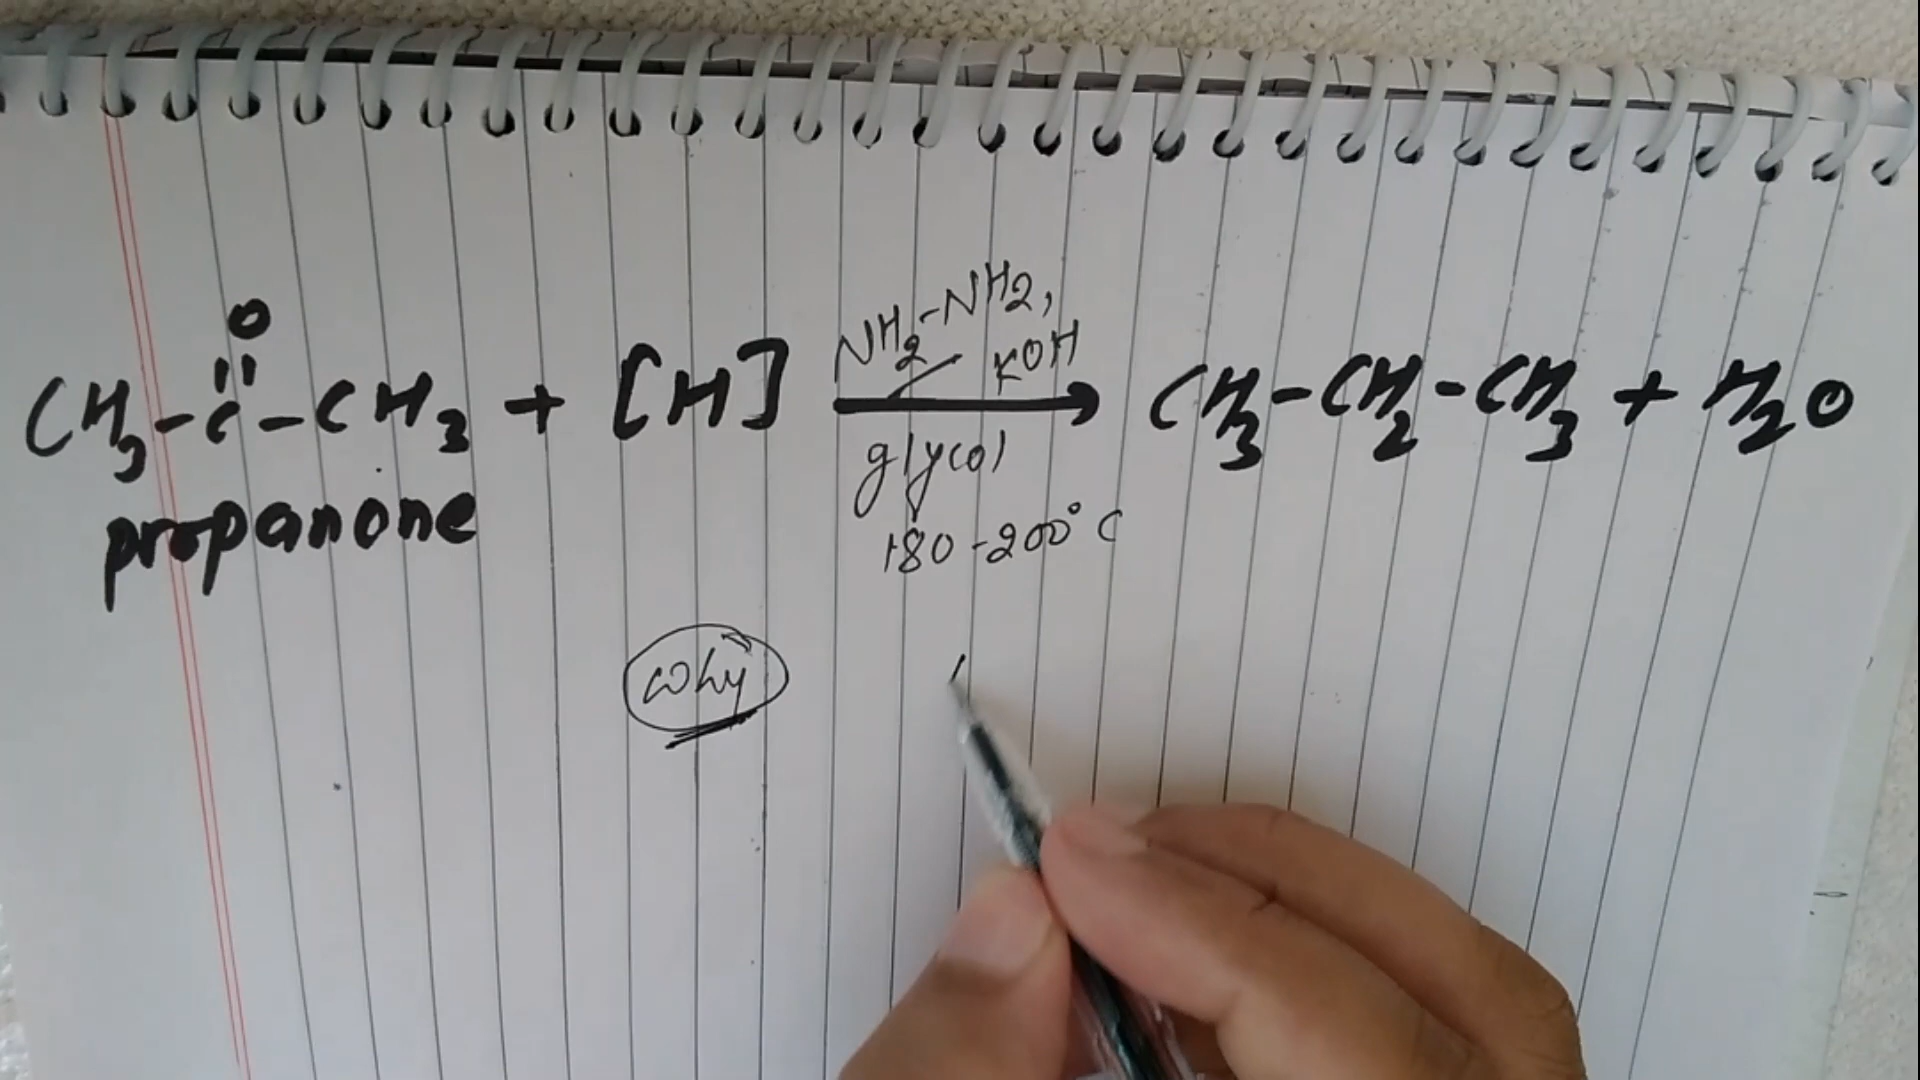 O
||
CH3-C-CH3 + [H] → CH3-CH2-CH3 + H2O
NH2-NH2,
KOH
glycol
180-200°C
propanone
why